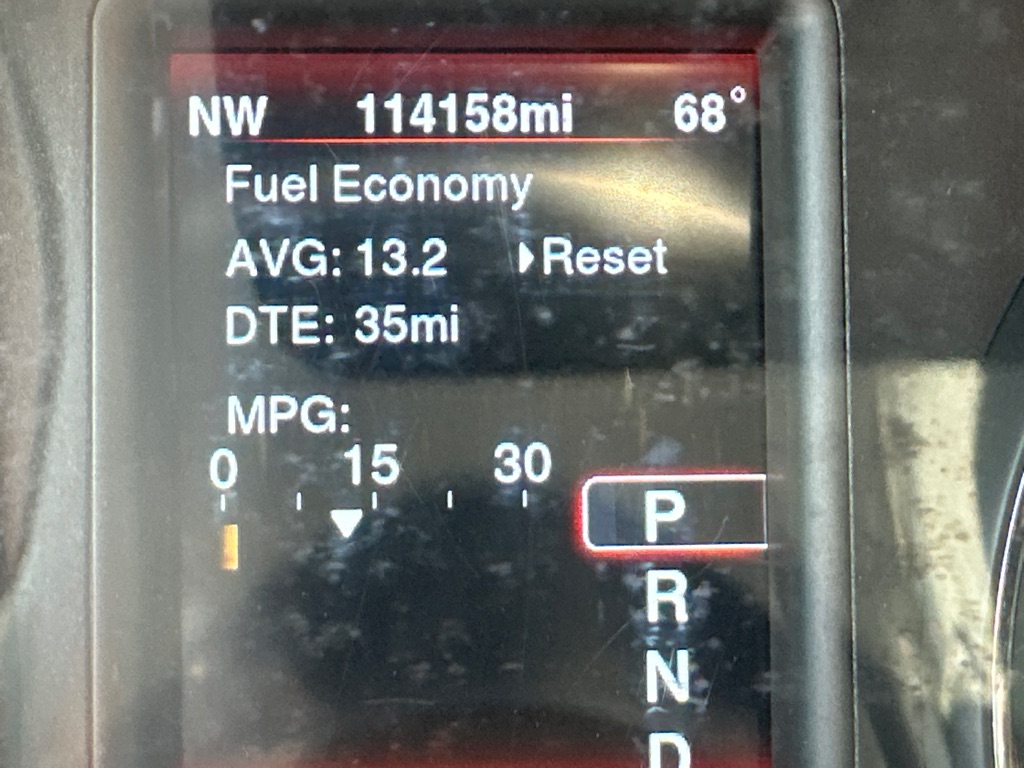 NW 114158mi 68°
Fuel Economy
AVG: 13.2 Reset
DTE: 35mi
MPG:
0 15 30
P
R
N
D